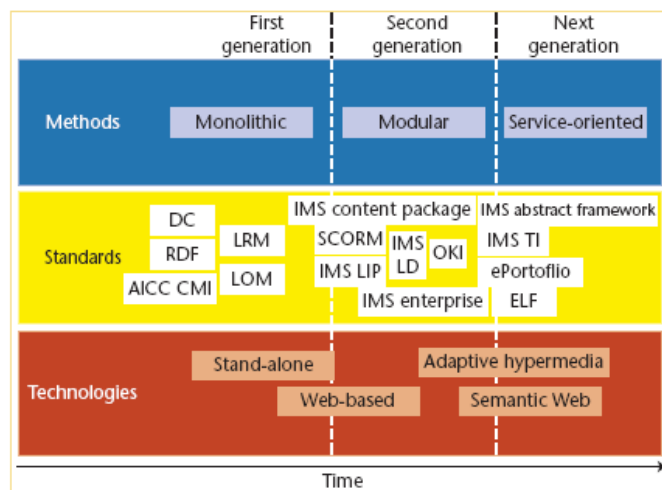 First generation
Second generation
Next generation
Methods
Monolithic
Modular
Service-oriented
Standards
DC
RDF
AICC CMI
LRM
LOM
IMS content package
SCORM
IMS LIP
IMS LD
OKI
IMS enterprise
IMS abstract framework
IMS TI
ePortoflio
ELF
Technologies
Stand-alone
Web-based
Adaptive hypermedia
Semantic Web
Time